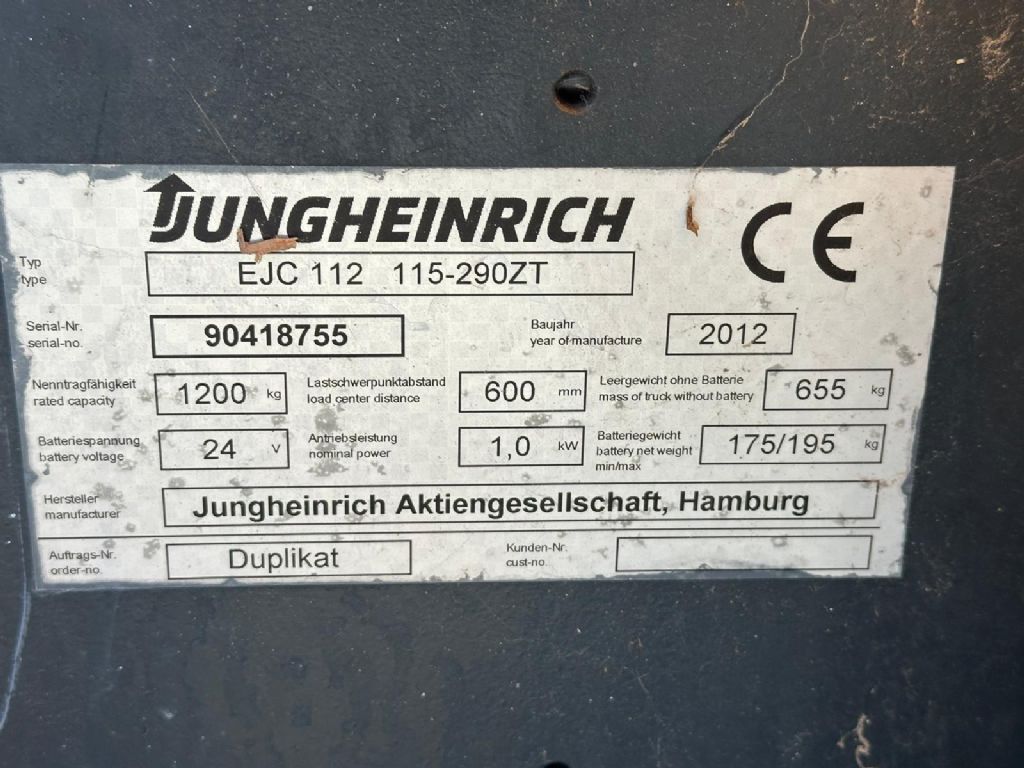 JUNGHEINRICH
CE
Typ
type
EJC 112 115-290ZT
Serial-Nr.
serial-no.
90418755
Baujahr
year of manufacture
2012
Nenntragfähigkeit
rated capacity
1200 kg
Lastschwerpunktabstand
load center distance
600 mm
Leergewicht ohne Batterie
mass of truck without battery
655 kg
Batteriespannung
battery voltage
24 V
Antriebsleistung
nominal power
1,0 kW
Batteriegewicht
battery net weight
min/max
175/195 kg
Hersteller
manufacturer
Jungheinrich Aktiengesellschaft, Hamburg
Auftrags-Nr.
order-no.
Duplikat
Kunden-Nr.
cust-no.